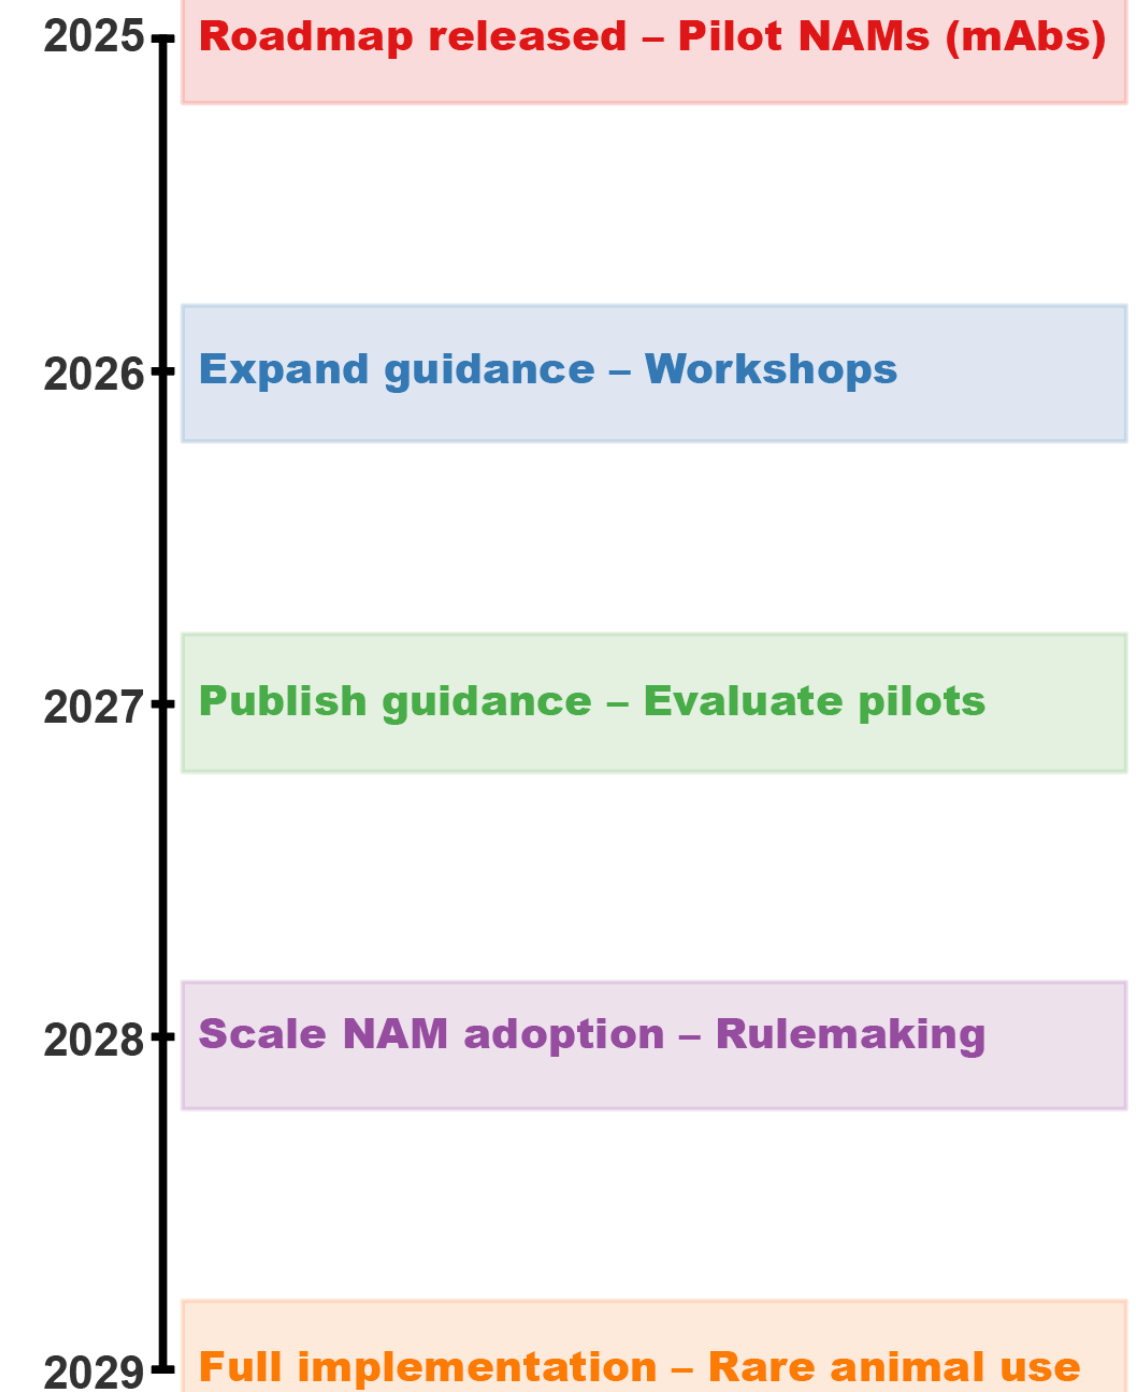 2025
Roadmap released – Pilot NAMs (mAbs)
2026
Expand guidance – Workshops
2027
Publish guidance – Evaluate pilots
2028
Scale NAM adoption – Rulemaking
2029
Full implementation – Rare animal use